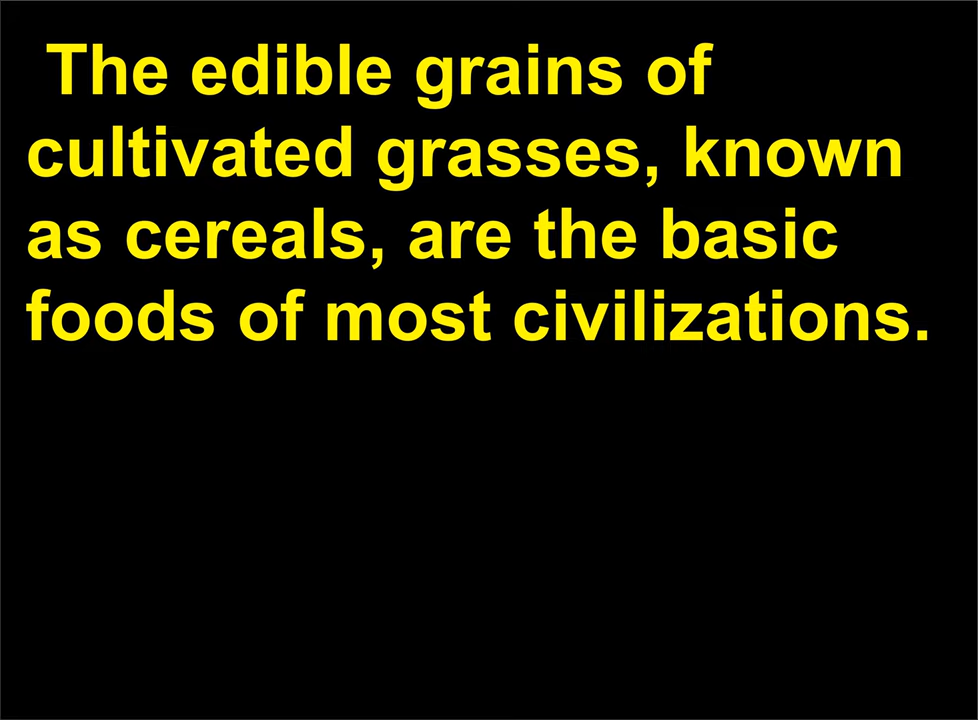 The edible grains of
cultivated grasses, known
as cereals, are the basic
foods of most civilizations.